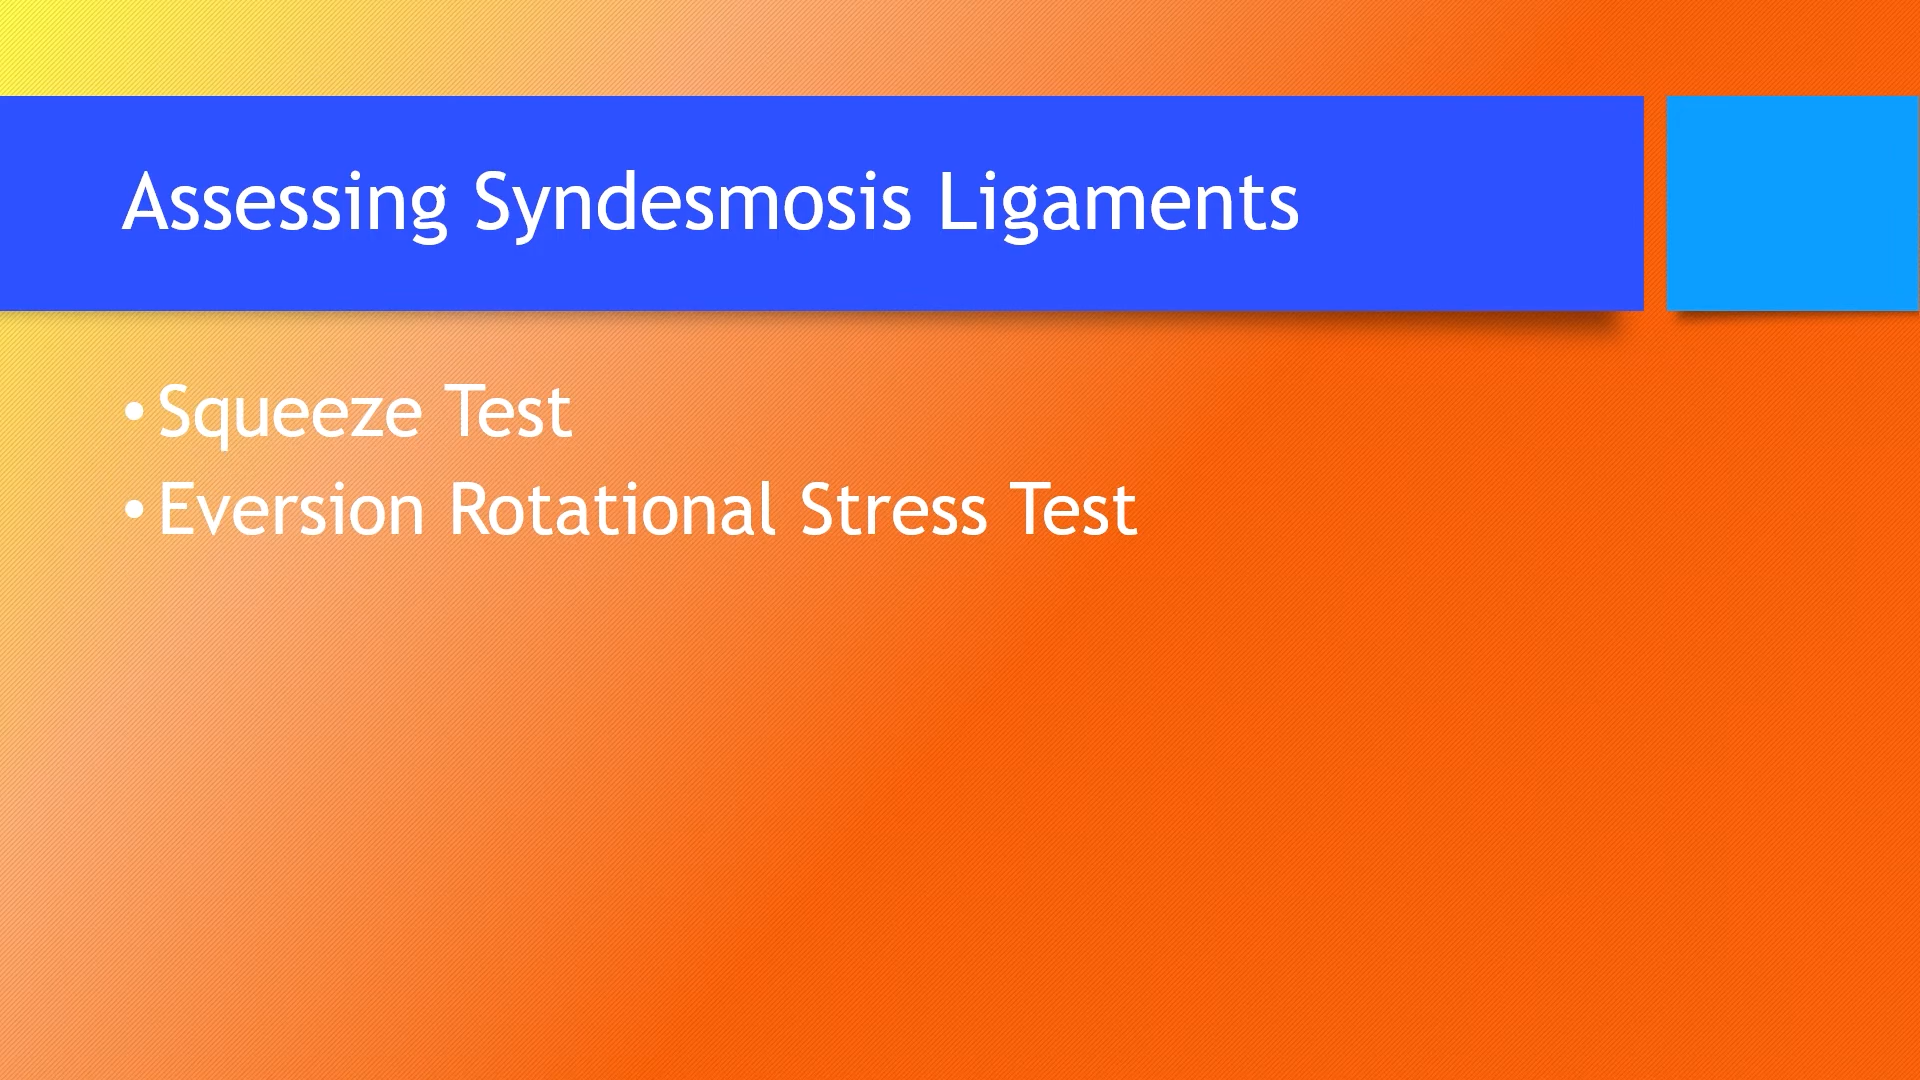 Assessing Syndesmosis Ligaments
• Squeeze Test
• Eversion Rotational Stress Test